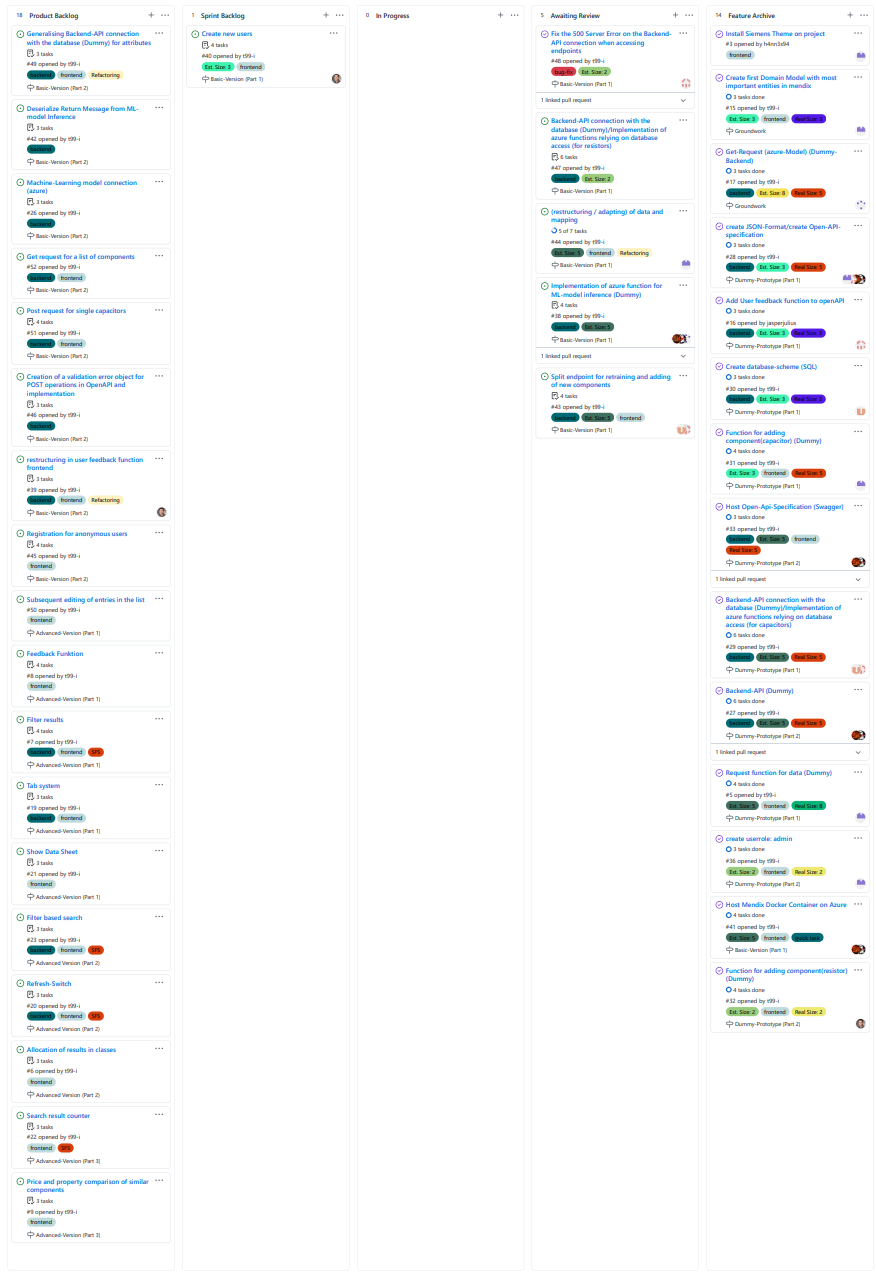 18 Product Backlog
Generalising Backend-API connection
with the database (Dummy) for attributes
3 tasks
#49 opened by t99-i
backend frontend Refactoring
Basic-Version (Part 2)
Deserialize Return Message from ML-
model Inference
3 tasks
#42 opened by t99-i
backend
Basic-Version (Part 2)
Machine-Learning model connection
(azure)
3 tasks
#26 opened by t99-i
backend
Basic-Version (Part 2)
Get request for a list of components
#52 opened by t99-i
backend frontend
Basic-Version (Part 2)
Post request for single capacitors
4 tasks
#51 opened by t99-i
backend frontend
Basic-Version (Part 2)
Creation of a validation error object for
POST operations in OpenAPI and
implementation
3 tasks
#46 opened by t99-i
backend
Basic-Version (Part 2)
restructuring in user feedback function
frontend
3 tasks
#39 opened by t99-i
backend frontend Refactoring
Basic-Version (Part 2)
Registration for anonymous users
4 tasks
#45 opened by t99-i
frontend
Basic-Version (Part 2)
Subsequent editing of entries in the list
#50 opened by t99-i
frontend
Advanced-Version (Part 1)
Feedback Funktion
4 tasks
#8 opened by t99-i
frontend
Advanced-Version (Part 1)
Filter results
4 tasks
#7 opened by t99-i
backend frontend SFS
Advanced-Version (Part 1)
Tab system
3 tasks
#19 opened by t99-i
backend frontend
Advanced-Version (Part 1)
Show Data Sheet
3 tasks
#21 opened by t99-i
frontend
Advanced-Version (Part 1)
Filter based search
3 tasks
#23 opened by t99-i
backend frontend SFS
Advanced Version (Part 2)
Refresh-Switch
3 tasks
#20 opened by t99-i
backend frontend SFS
Advanced Version (Part 2)
Allocation of results in classes
3 tasks
#6 opened by t99-i
frontend
Advanced Version (Part 2)
Search result counter
3 tasks
#22 opened by t99-i
frontend SFS
Advanced-Version (Part 3)
Price and property comparison of similar
components
3 tasks
#9 opened by t99-i
frontend
Advanced-Version (Part 3)
1 Sprint Backlog
Create new users
4 tasks
#40 opened by t99-i
Est. Size: 3 frontend
Basic-Version (Part 1)
0 In Progress
5 Awaiting Review
Fix the 500 Server Error on the Backend-
API connection when accessing
endpoints
#48 opened by t99-i
bug-fix Est. Size: 2
Basic-Version (Part 1)
1 linked pull request
Backend-API connection with the
database (Dummy)/Implementation of
azure functions relying on database
access (for resistors)
6 tasks
#47 opened by t99-i
backend Est. Size: 2
Basic-Version (Part 1)
(restructuring / adapting) of data and
mapping
5 of 7 tasks
#44 opened by t99-i
Est. Size: 5 frontend Refactoring
Basic-Version (Part 1)
Implementation of azure function for
ML-model inference (Dummy)
4 tasks
#38 opened by t99-i
backend Est. Size: 5
Basic-Version (Part 1)
1 linked pull request
Split endpoint for retraining and adding
of new components
4 tasks
#43 opened by t99-i
backend Est. Size: 5 frontend
Basic-Version (Part 1)
14 Feature Archive
Install Siemens Theme on project
#3 opened by h4nn3s94
frontend
Create first Domain Model with most
important entities in mendix
3 tasks done
#15 opened by t99-i
Est. Size: 3 frontend Real Size: 3
Groundwork
Get-Request (azure-Model) (Dummy-
Backend)
3 tasks done
#17 opened by t99-i
backend Est. Size: 8 Real Size: 5
Groundwork
create JSON-Format/create Open-API-
specification
3 tasks done
#28 opened by t99-i
backend Est. Size: 3 Real Size: 5
Dummy-Prototype (Part 1)
Add User feedback function to openAPI
3 tasks done
#16 opened by jasperjulius
backend Est. Size: 3 Real Size: 3
Dummy-Prototype (Part 1)
Create database-scheme (SQL)
3 tasks done
#30 opened by t99-i
backend Est. Size: 3 Real Size: 3
Dummy-Prototype (Part 1)
Function for adding
component(capacitor) (Dummy)
4 tasks done
#31 opened by t99-i
Est. Size: 3 frontend Real Size: 5
Dummy-Prototype (Part 1)
Host Open-Api-Specification (Swagger)
3 tasks done
#33 opened by t99-i
backend Est. Size: 5 frontend
Real Size: 5
Dummy-Prototype (Part 2)
1 linked pull request
Backend-API connection with the
database (Dummy)/Implementation of
azure functions relying on database
access (for capacitors)
6 tasks done
#29 opened by t99-i
backend Est. Size: 5 Real Size: 5
Dummy-Prototype (Part 1)
Backend-API (Dummy)
6 tasks done
#27 opened by t99-i
backend Est. Size: 5 Real Size: 5
Dummy-Prototype (Part 2)
1 linked pull request
Request function for data (Dummy)
4 tasks done
#5 opened by t99-i
Est. Size: 5 frontend Real Size: 8
Dummy-Prototype (Part 1)
create userrole: admin
3 tasks done
#36 opened by t99-i
Est. Size: 2 frontend Real Size: 2
Dummy-Prototype (Part 2)
Host Mendix Docker Container on Azure
4 tasks done
#41 opened by t99-i
Est. Size: 5 frontend
Basic-Version (Part 1)
Function for adding component(resistor)
(Dummy)
4 tasks done
#32 opened by t99-i
Est. Size: 2 frontend Real Size: 2
Dummy-Prototype (Part 2)